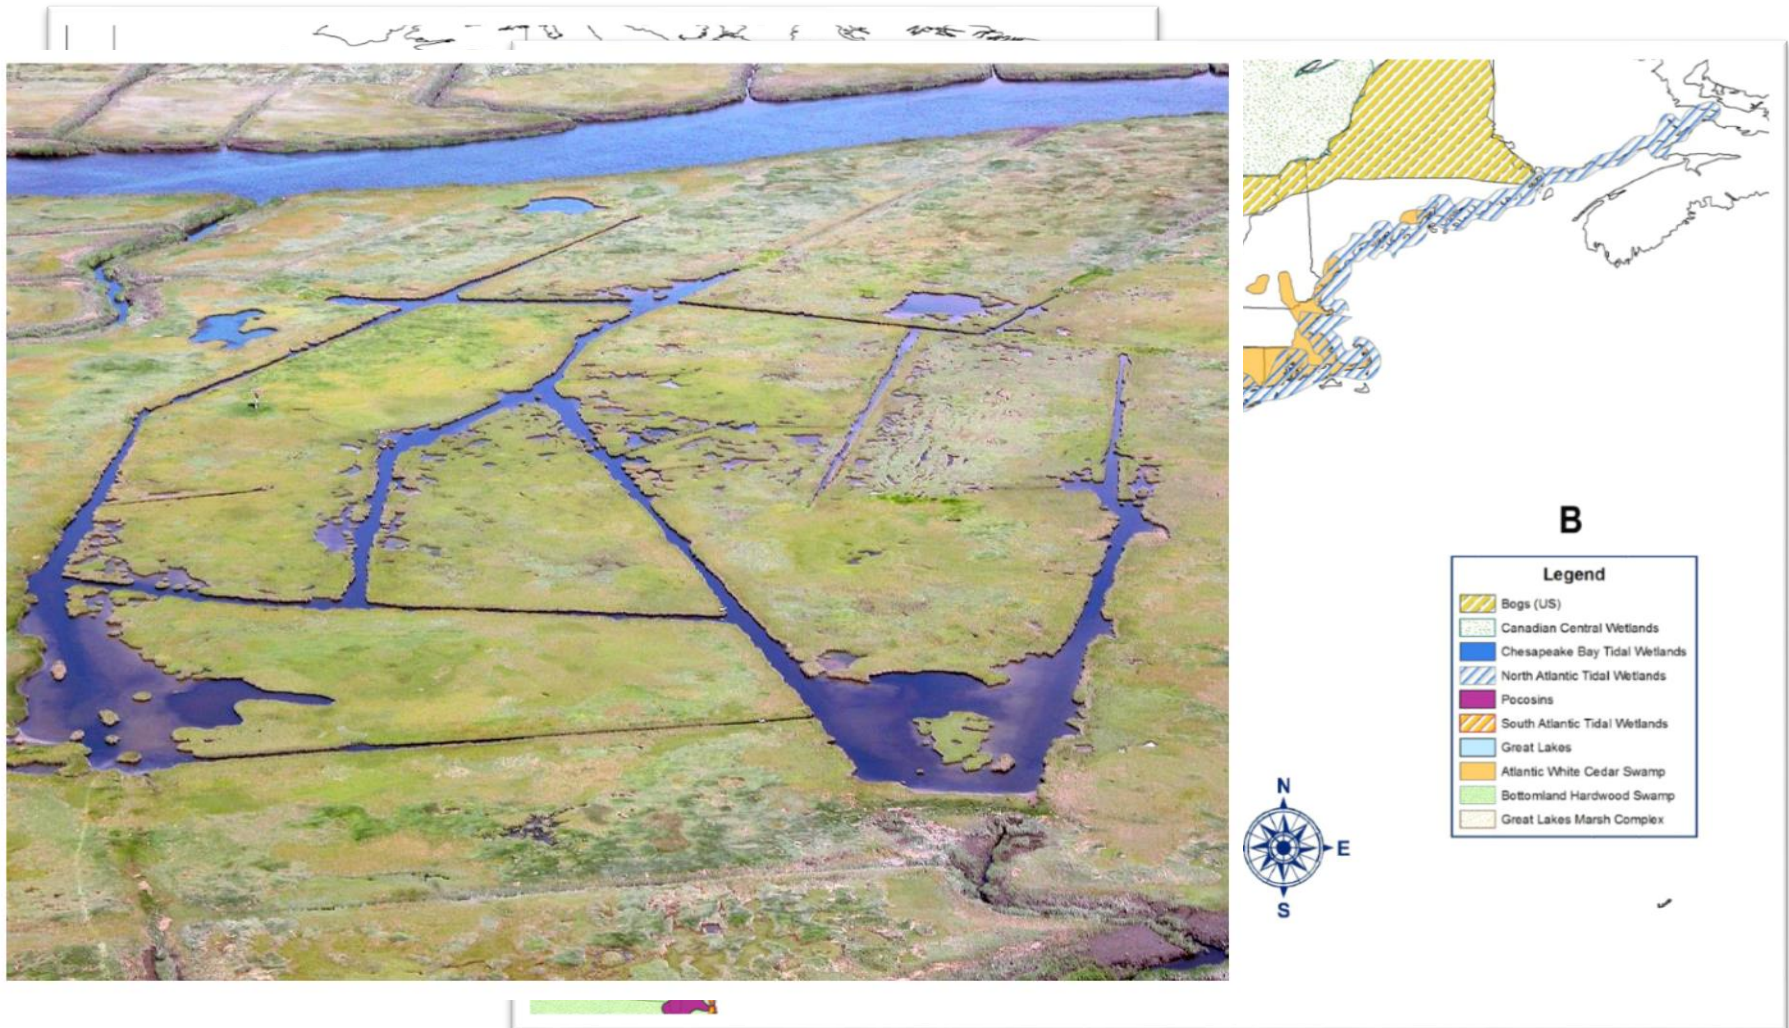 B
Legend
Bogs (US)
Canadian Central Wetlands
Chesapeake Bay Tidal Wetlands
North Atlantic Tidal Wetlands
Pocosins
South Atlantic Tidal Wetlands
Great Lakes
Atlantic White Cedar Swamp
Bottomland Hardwood Swamp
Great Lakes Marsh Complex
N
E
S